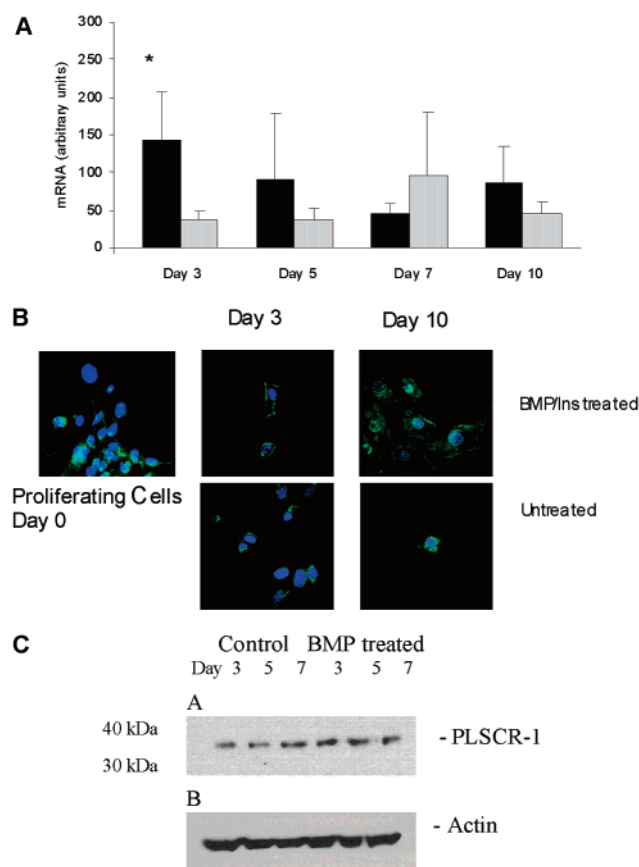 A
300
250
200
150
100
50
0
mRNA (arbitrary units)
*
Day 3 Day 5 Day 7 Day 10
B
Day 3 Day 10
BMP/Ins treated
Proliferating Cells
Day 0
Untreated
C
Control BMP treated
Day 3 5 7 3 5 7
A
40 kDa
- PLSCR-1
30 kDa
B
- Actin